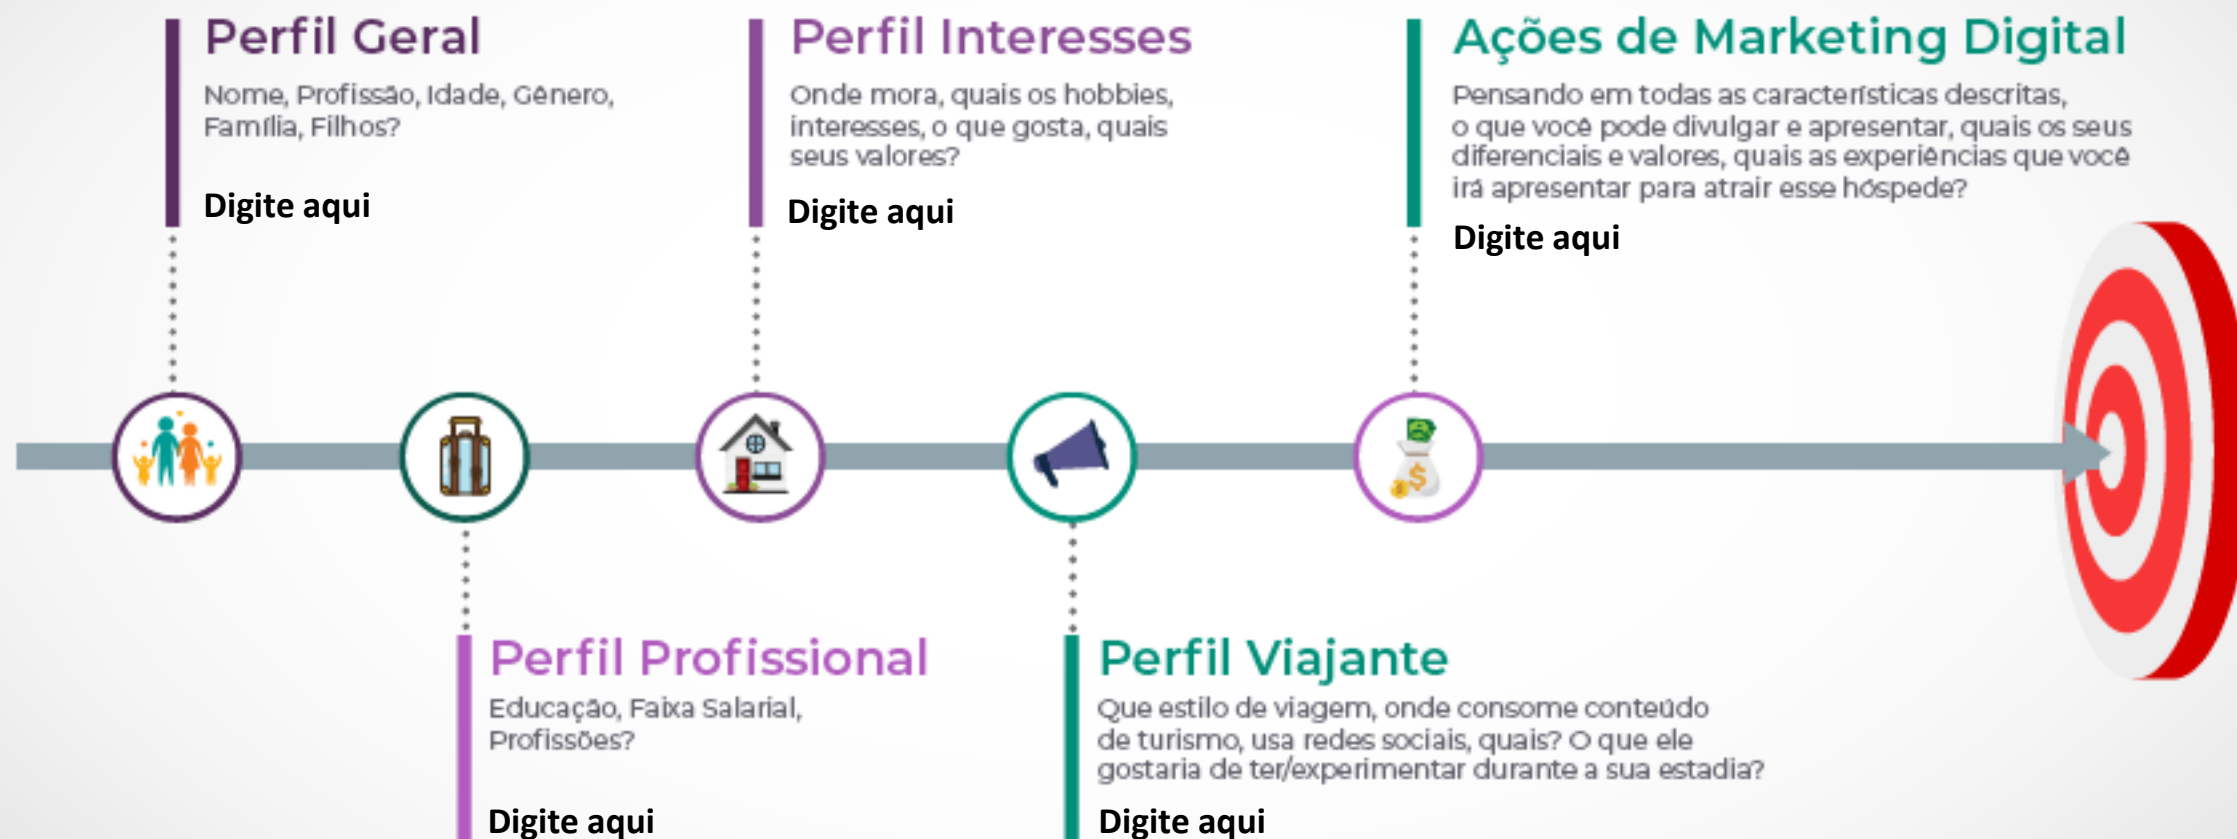 Perfil Geral
Nome, Profissão, Idade, Gênero,
Família, Filhos?
Digite aqui
Perfil Interesses
Onde mora, quais os hobbies,
interesses, o que gosta, quais
seus valores?
Digite aqui
Ações de Marketing Digital
Pensando em todas as características descritas,
o que você pode divulgar e apresentar, quais os seus
diferenciais e valores, quais as experiências que você
irá apresentar para atrair esse hóspede?
Digite aqui
Perfil Profissional
Educação, Faixa Salarial,
Profissões?
Digite aqui
Perfil Viajante
Que estilo de viagem, onde consome conteúdo
de turismo, usa redes sociais, quais? O que ele
gostaria de ter/experimentar durante a sua estadia?
Digite aqui